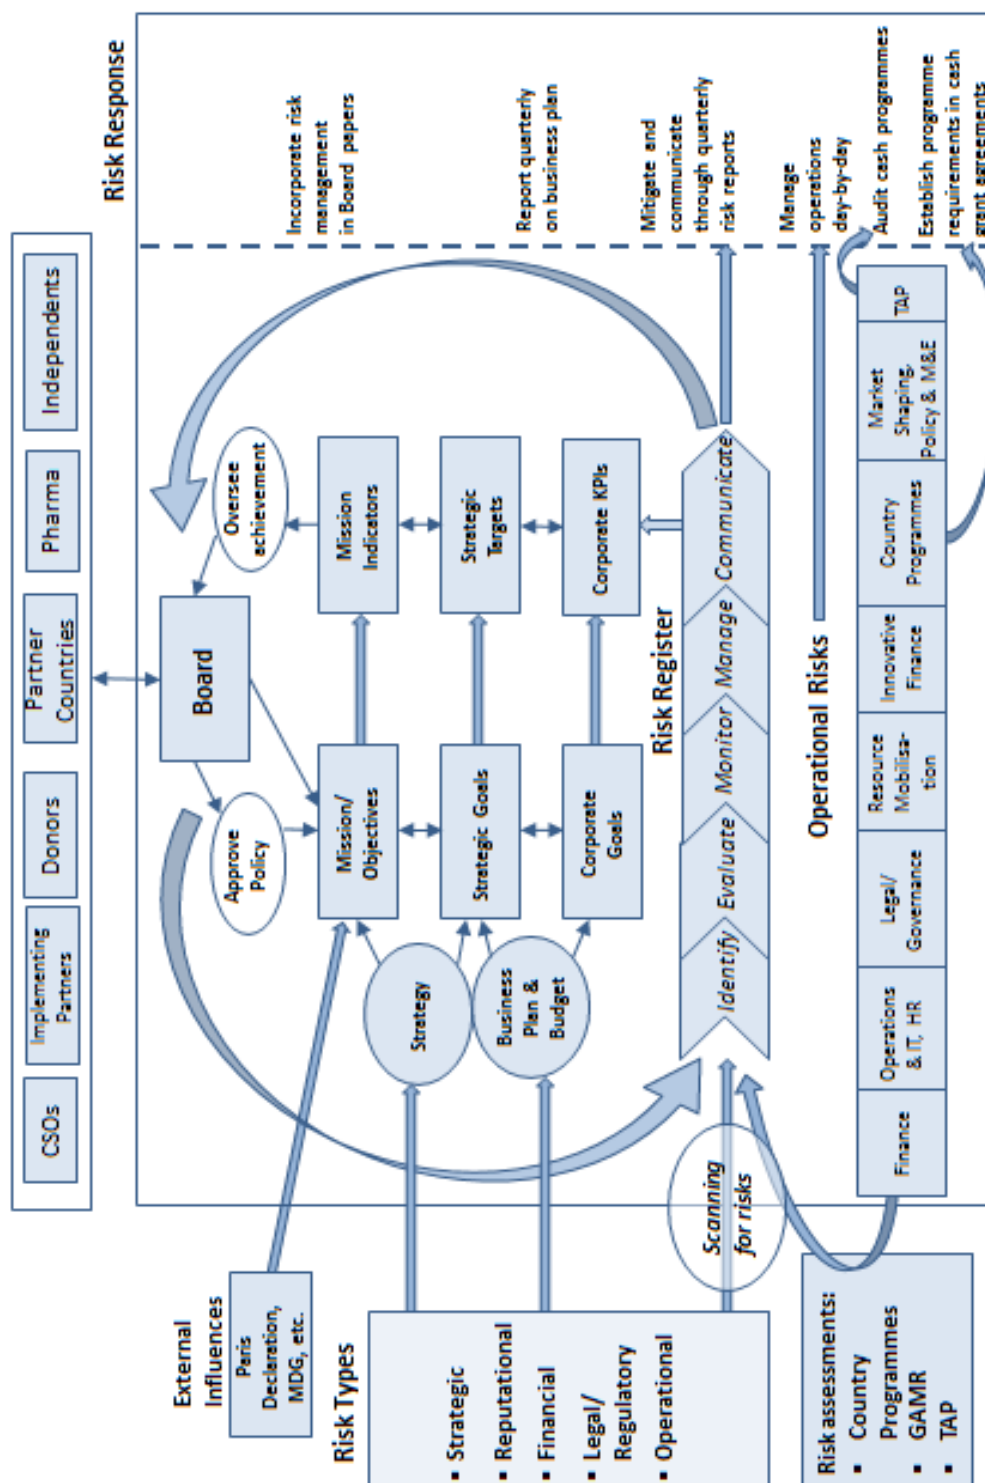 CSOs
Implementing
Partners
Donors
Partner
Countries
Pharma
Independents
Risk Response
External
Influences
Paris
Declaration,
MDG, etc.
Board
Approve
Policy
Oversee
achievement
Incorporate risk
management
in Board papers
Risk Types
▪ Strategic
▪ Reputational
▪ Financial
▪ Legal/
Regulatory
▪ Operational
Strategy
Mission/
Objectives
Mission
Indicators
Strategic Goals
Strategic
Targets
Report quarterly
on business plan
Business
Plan &
Budget
Corporate
Goals
Corporate KPIs
Risk Register
Mitigate and
communicate
through quarterly
risk reports
Scanning
for risks
Identify
Evaluate
Monitor
Manage
Communicate
Operational Risks
Manage
operations
day-by-day
Risk assessments:
▪ Country
Programmes
▪ GAMR
▪ TAP
Finance
Operations
& IT, HR
Legal/
Governance
Resource
Mobilisa-
tion
Innovative
Finance
Country
Programmes
Market
Shaping,
Policy & M&E
TAP
Audit cash programmes
Establish programme
requirements in cash
grant agreements